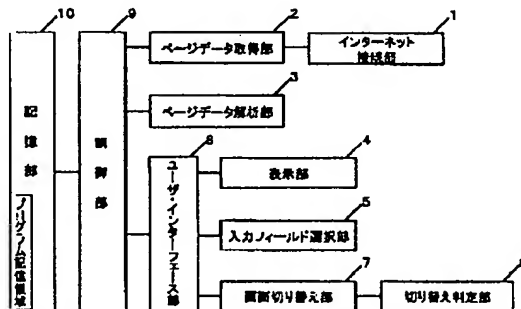 10
9
2
1
ページデータ取得部
インターネット
接続部
3
ページデータ解析部
記憶部
制御部
8
4
表示部
ユーザ・インターフェース部
5
入力フィールド選択部
プログラム記憶領域
7
画面切り替え部
切り替え判定部